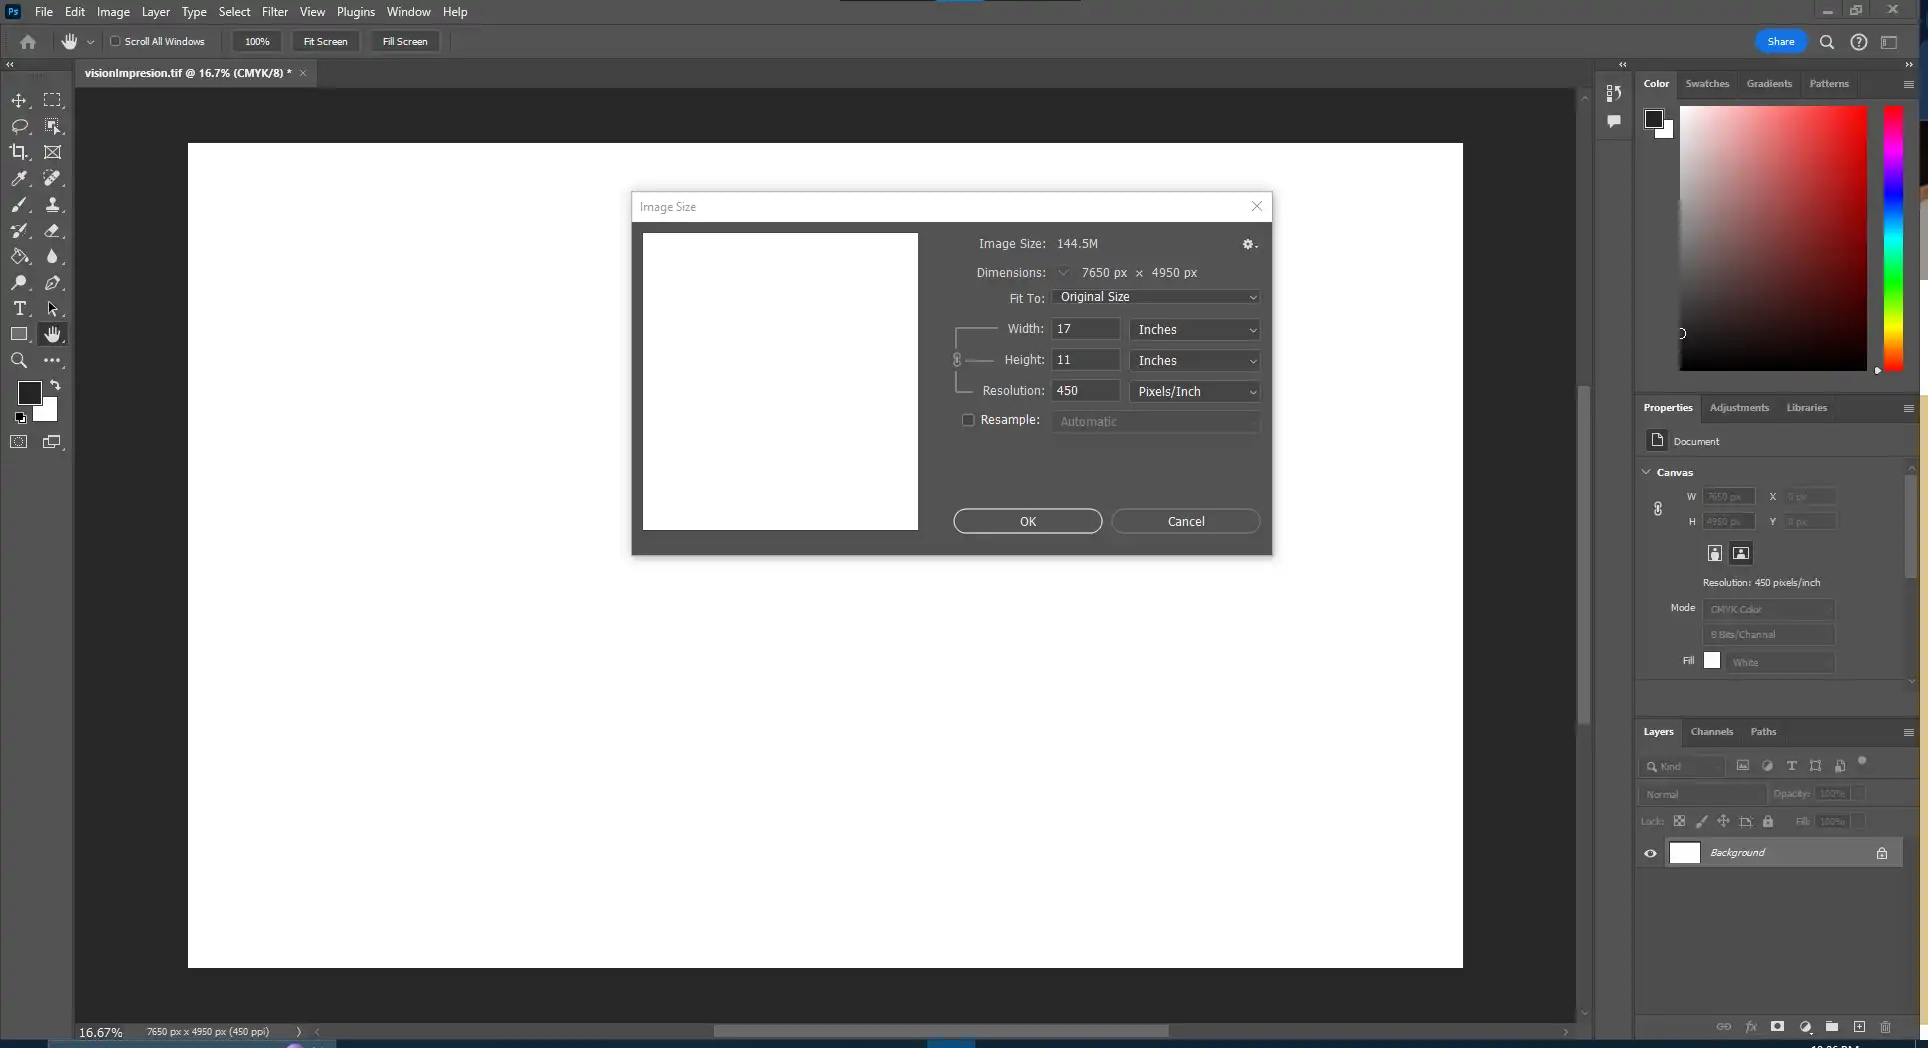 Ps File Edit Image Layer Type Select Filter View Plugins Window Help
Scroll All Windows 100% Fit Screen Fill Screen Share
visionImpresion.tif @ 16.7% (CMYK/8) * ×
Color Swatches Gradients Patterns
Image Size
Image Size: 144.5M
Dimensions: 7650 px × 4950 px
Fit To: Original Size
Width: 17 Inches
Height: 11 Inches
Resolution: 450 Pixels/Inch
Resample: Automatic
OK Cancel
Properties Adjustments Libraries
Document
Canvas
W 7650 px X 0 px
H 4950 px Y 0 px
Resolution: 450 pixels/inch
Mode CMYK Color
8 Bits/Channel
Fill White
Layers Channels Paths
Kind
Normal Opacity: 100%
Lock: Fill: 100%
Background
16.67% 7650 px x 4950 px (450 ppi)